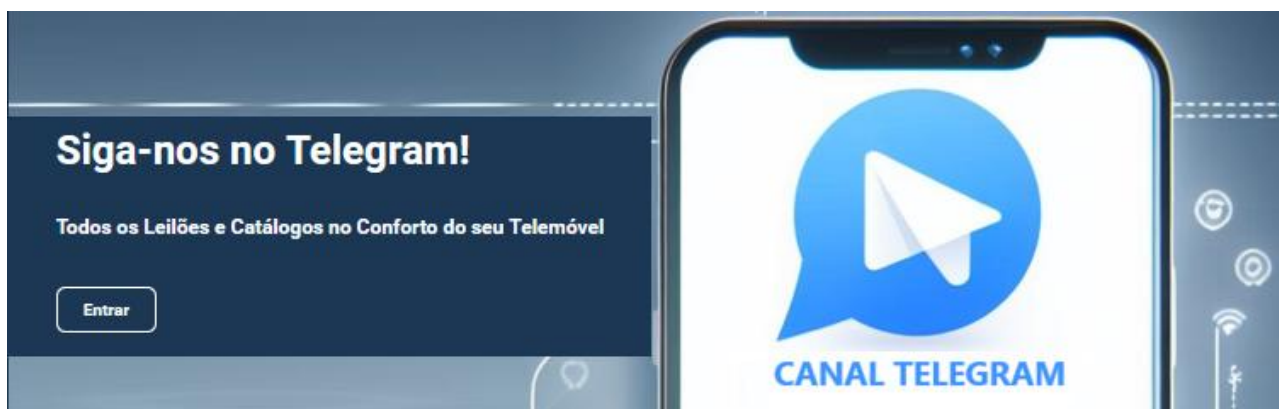 Siga-nos no Telegram!
Todos os Leilões e Catálogos no Conforto do seu Telemóvel
Entrar
CANAL TELEGRAM